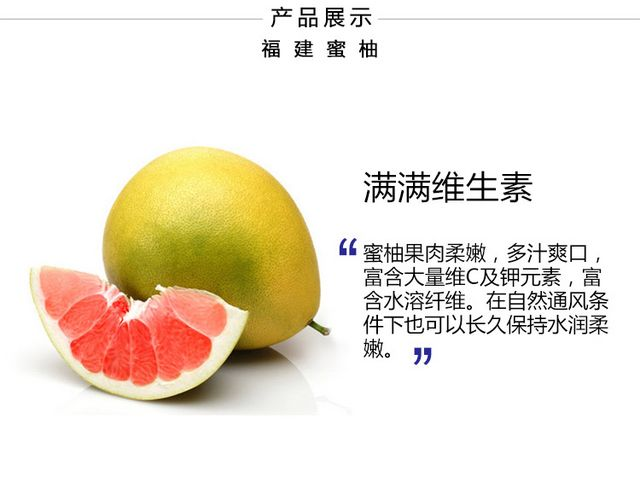 产品展示
福建蜜柚
满满维生素
“蜜柚果肉柔嫩，多汁爽口，
富含大量维C及钾元素，富
含水溶纤维。在自然通风条
件下也可以长久保持水润柔
嫩。”